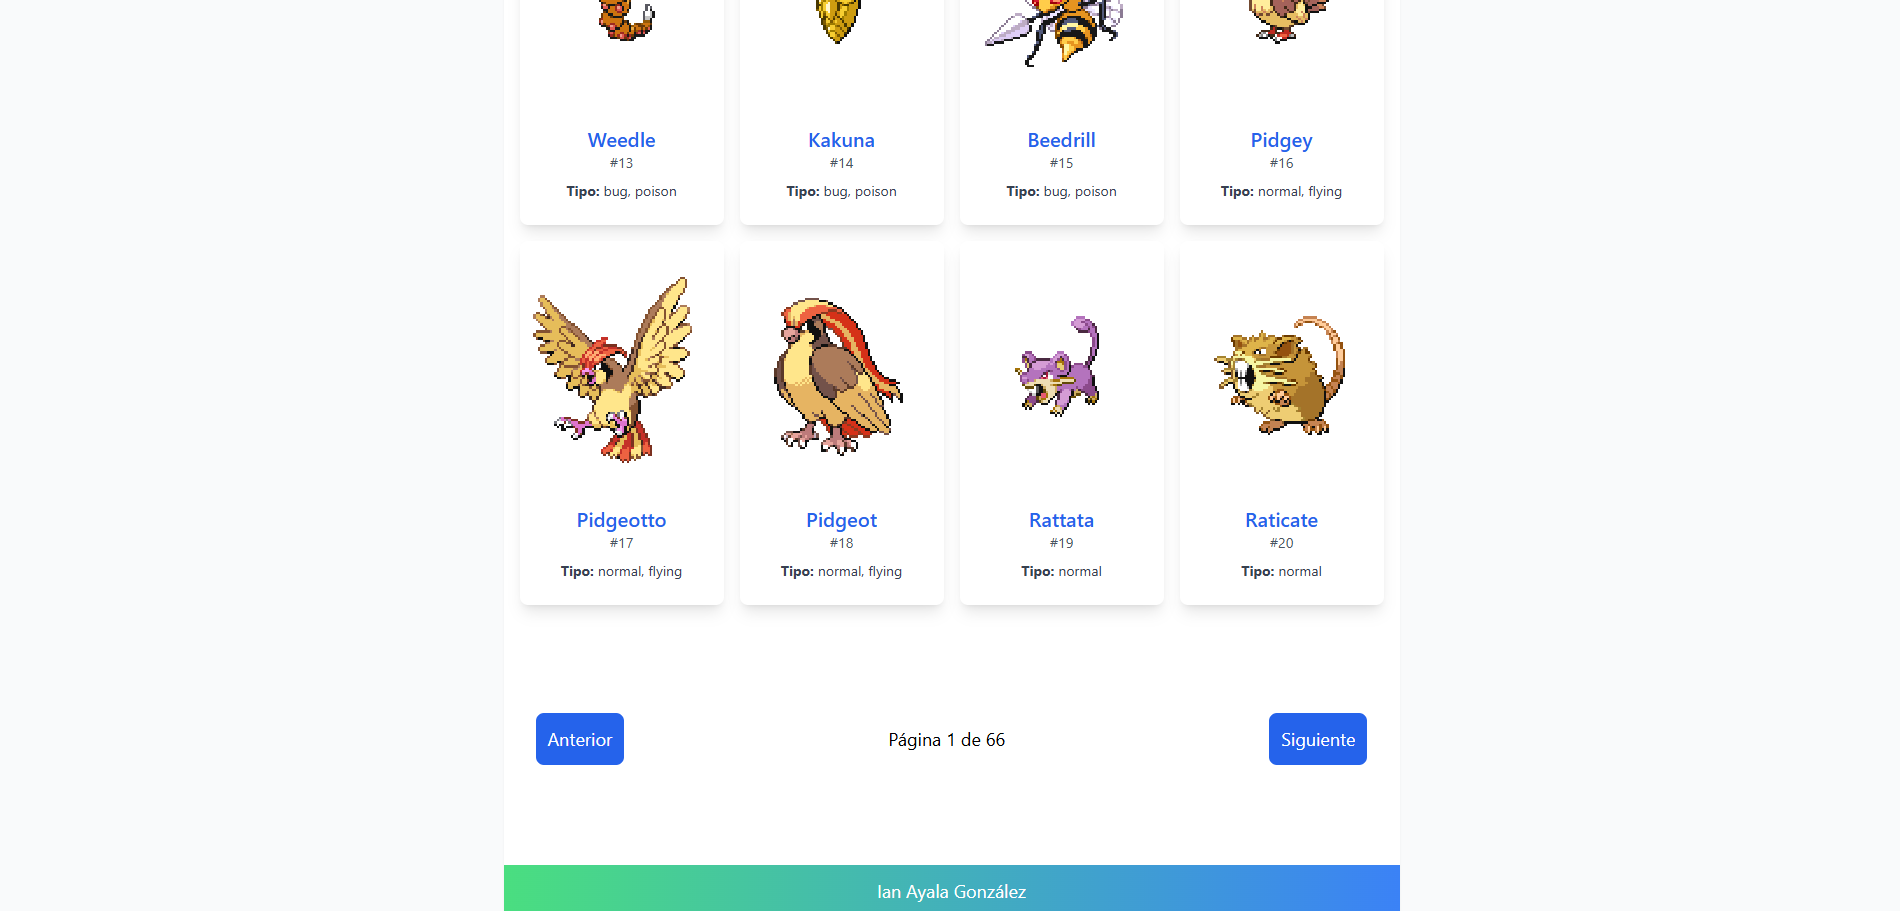 Weedle
#13
Tipo: bug, poison
Kakuna
#14
Tipo: bug, poison
Beedrill
#15
Tipo: bug, poison
Pidgey
#16
Tipo: normal, flying
Pidgeotto
#17
Tipo: normal, flying
Pidgeot
#18
Tipo: normal, flying
Rattata
#19
Tipo: normal
Raticate
#20
Tipo: normal
Anterior
Página 1 de 66
Siguiente
Ian Ayala González